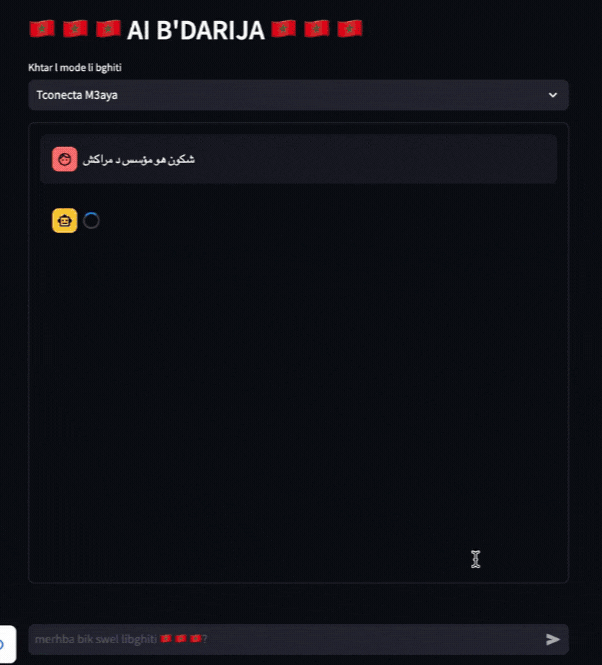 🇲🇦 🇲🇦 🇲🇦 AI B'DARIJA 🇲🇦 🇲🇦 🇲🇦
Khtar l mode li bghiti
Tconecta M3aya
شكون هو مؤسس د مراكش
merhba bik swel libghiti 🇲🇦 🇲🇦 🇲🇦?